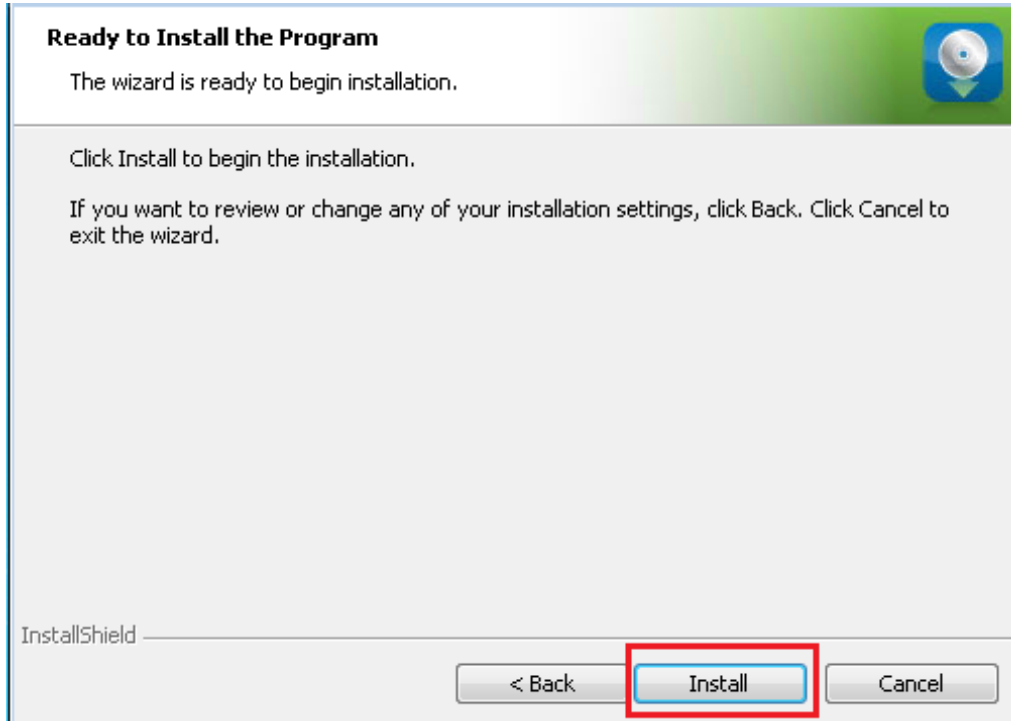 Ready to Install the Program
The wizard is ready to begin installation.
Click Install to begin the installation.
If you want to review or change any of your installation settings, click Back. Click Cancel to
exit the wizard.
InstallShield
< Back Install Cancel